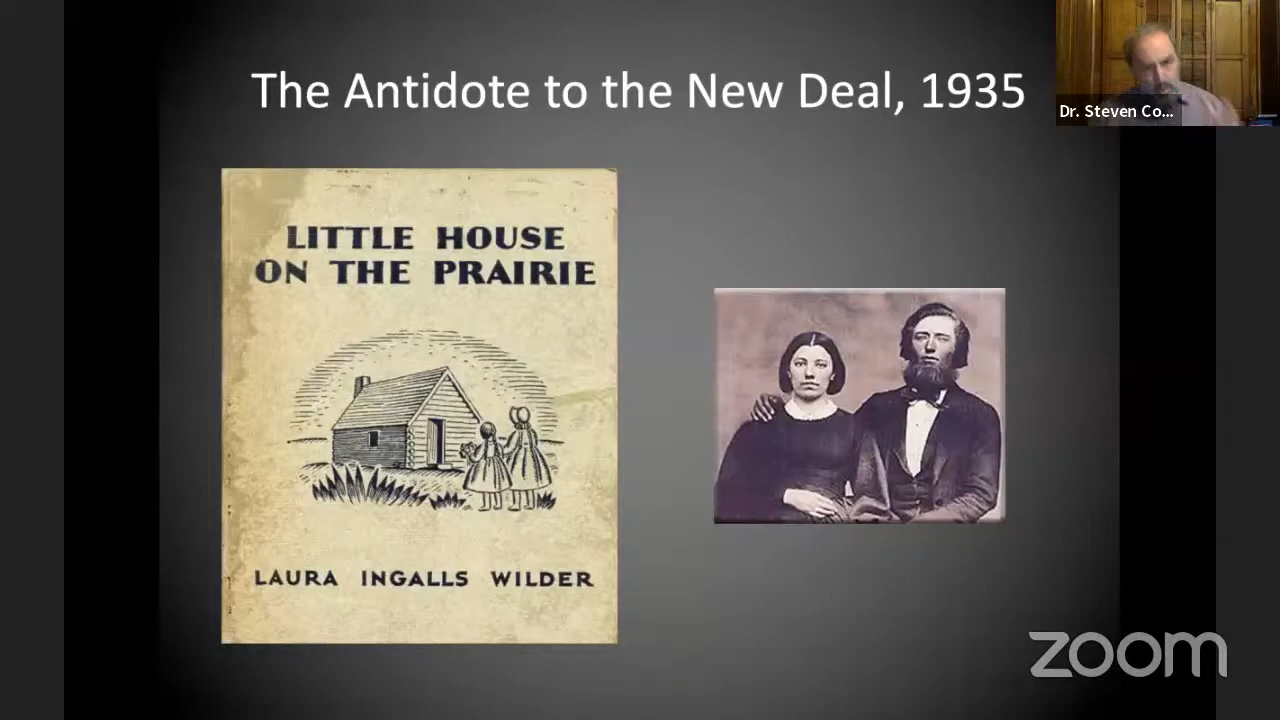 The Antidote to the New Deal, 1935
Dr. Steven Co...
LITTLE HOUSE
ON THE PRAIRIE
LAURA INGALLS WILDER
zoom